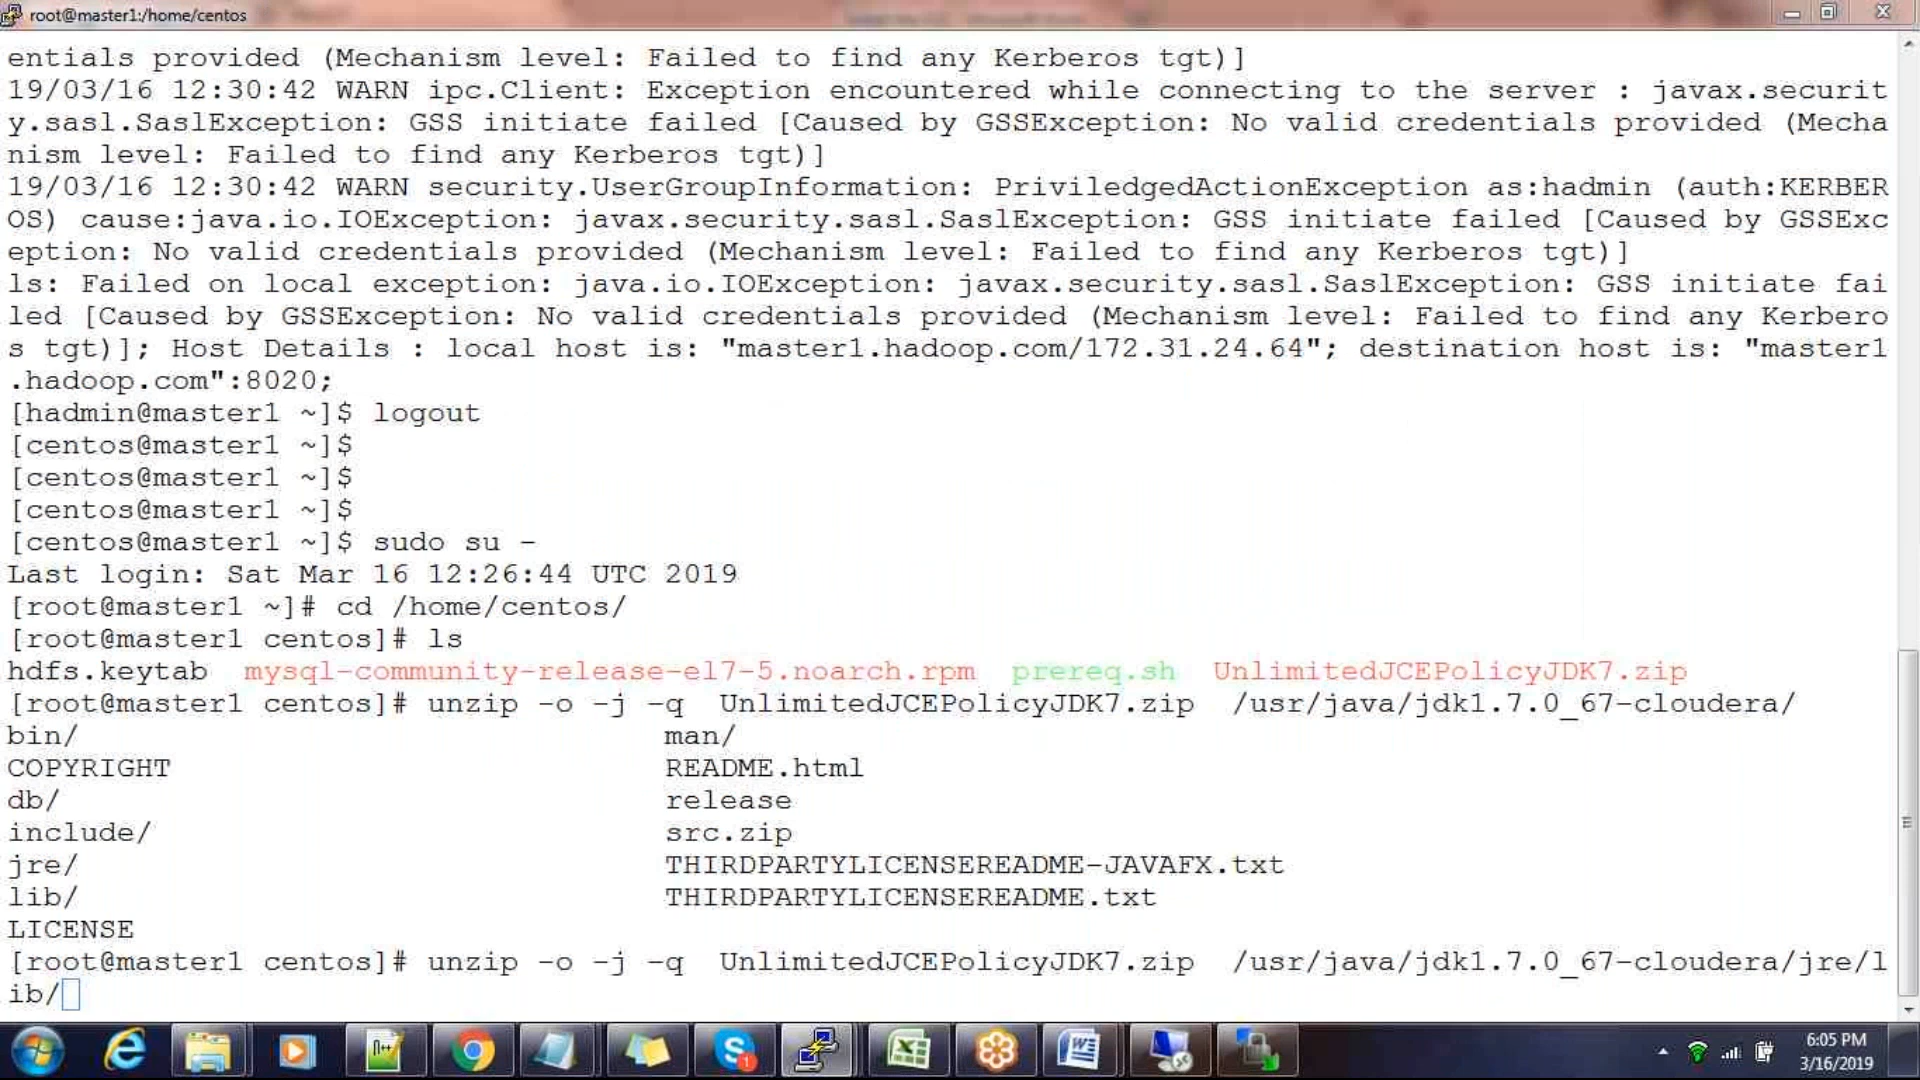 root@master1:/home/centos
entials provided (Mechanism level: Failed to find any Kerberos tgt)]
19/03/16 12:30:42 WARN ipc.Client: Exception encountered while connecting to the server : javax.securit
y.sasl.SaslException: GSS initiate failed [Caused by GSSException: No valid credentials provided (Mecha
nism level: Failed to find any Kerberos tgt)]
19/03/16 12:30:42 WARN security.UserGroupInformation: PriviledgedActionException as:hadmin (auth:KERBER
OS) cause:java.io.IOException: javax.security.sasl.SaslException: GSS initiate failed [Caused by GSSExc
eption: No valid credentials provided (Mechanism level: Failed to find any Kerberos tgt)]
ls: Failed on local exception: java.io.IOException: javax.security.sasl.SaslException: GSS initiate fai
led [Caused by GSSException: No valid credentials provided (Mechanism level: Failed to find any Kerbero
s tgt)]; Host Details : local host is: "master1.hadoop.com/172.31.24.64"; destination host is: "master1
.hadoop.com":8020;
[hadmin@master1 ~]$ logout
[centos@master1 ~]$
[centos@master1 ~]$
[centos@master1 ~]$
[centos@master1 ~]$ sudo su -
Last login: Sat Mar 16 12:26:44 UTC 2019
[root@master1 ~]# cd /home/centos/
[root@master1 centos]# ls
hdfs.keytab mysql-community-release-el7-5.noarch.rpm prereq.sh UnlimitedJCEPolicyJDK7.zip
[root@master1 centos]# unzip -o -j -q UnlimitedJCEPolicyJDK7.zip /usr/java/jdk1.7.0_67-cloudera/
bin/ man/
COPYRIGHT README.html
db/ release
include/ src.zip
jre/ THIRDPARTYLICENSEREADME-JAVAFX.txt
lib/ THIRDPARTYLICENSEREADME.txt
LICENSE
[root@master1 centos]# unzip -o -j -q UnlimitedJCEPolicyJDK7.zip /usr/java/jdk1.7.0_67-cloudera/jre/l
ib/
6:05 PM
3/16/2019